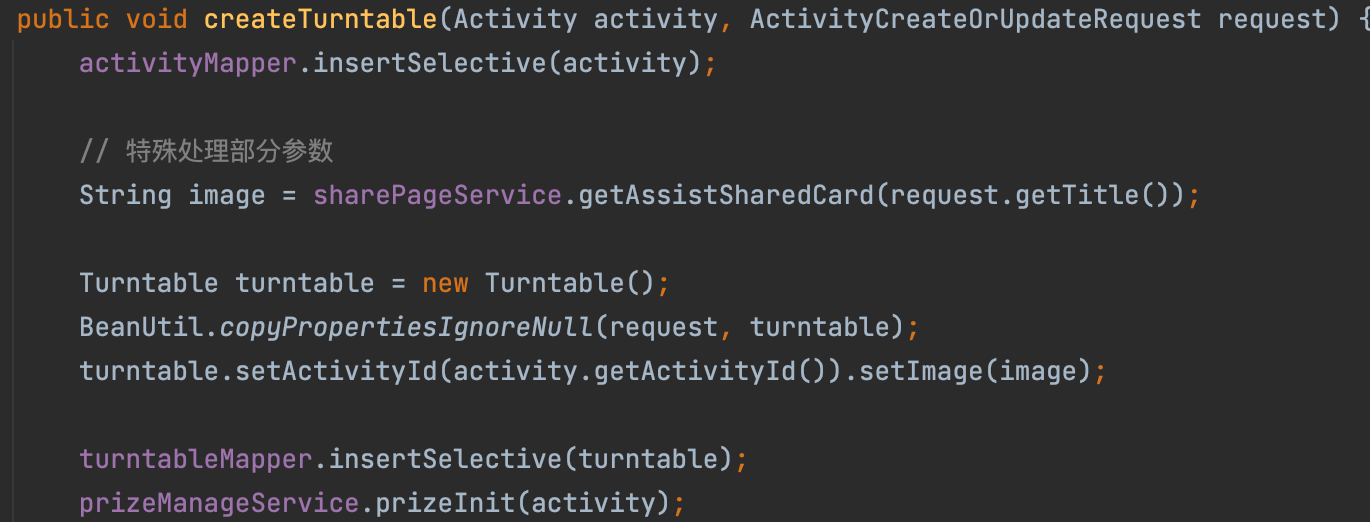 public void createTurntable(Activity activity, ActivityCreateOrUpdateRequest request) {
activityMapper.insertSelective(activity);
// 特殊处理部分参数
String image = sharePageService.getAssistSharedCard(request.getTitle());
Turntable turntable = new Turntable();
BeanUtil.copyPropertiesIgnoreNull(request, turntable);
turntable.setActivityId(activity.getActivityId()).setImage(image);
turntableMapper.insertSelective(turntable);
prizeManageService.prizeInit(activity);